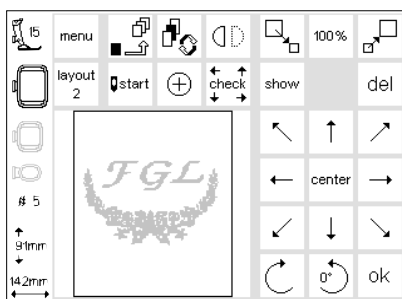 15 menu 100%
layout
2
start check show del
FGL
center
# 5
91mm
142mm 0° ok